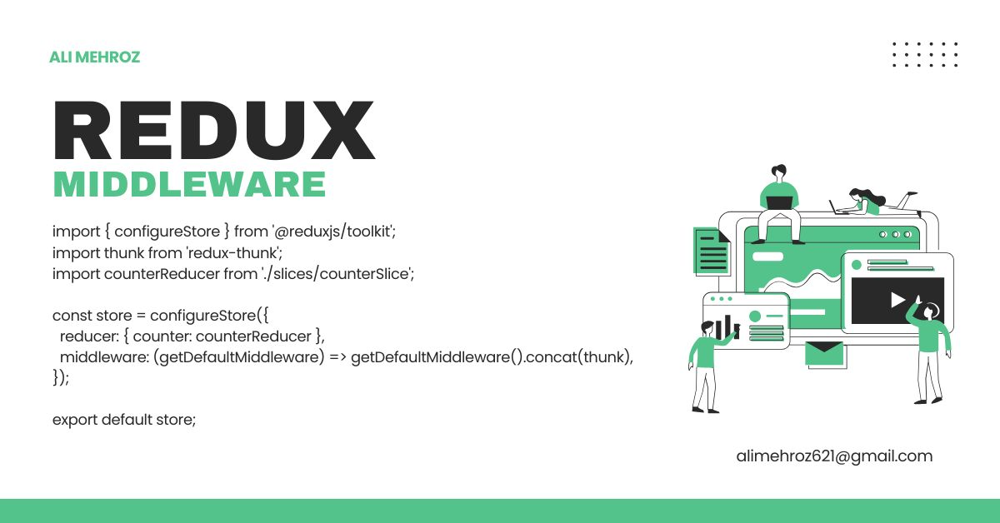 ALI MEHROZ
REDUX
MIDDLEWARE
import { configureStore } from '@reduxjs/toolkit';
import thunk from 'redux-thunk';
import counterReducer from './slices/counterSlice';
const store = configureStore({
  reducer: { counter: counterReducer },
  middleware: (getDefaultMiddleware) => getDefaultMiddleware().concat(thunk),
});
export default store;
alimehroz621@gmail.com